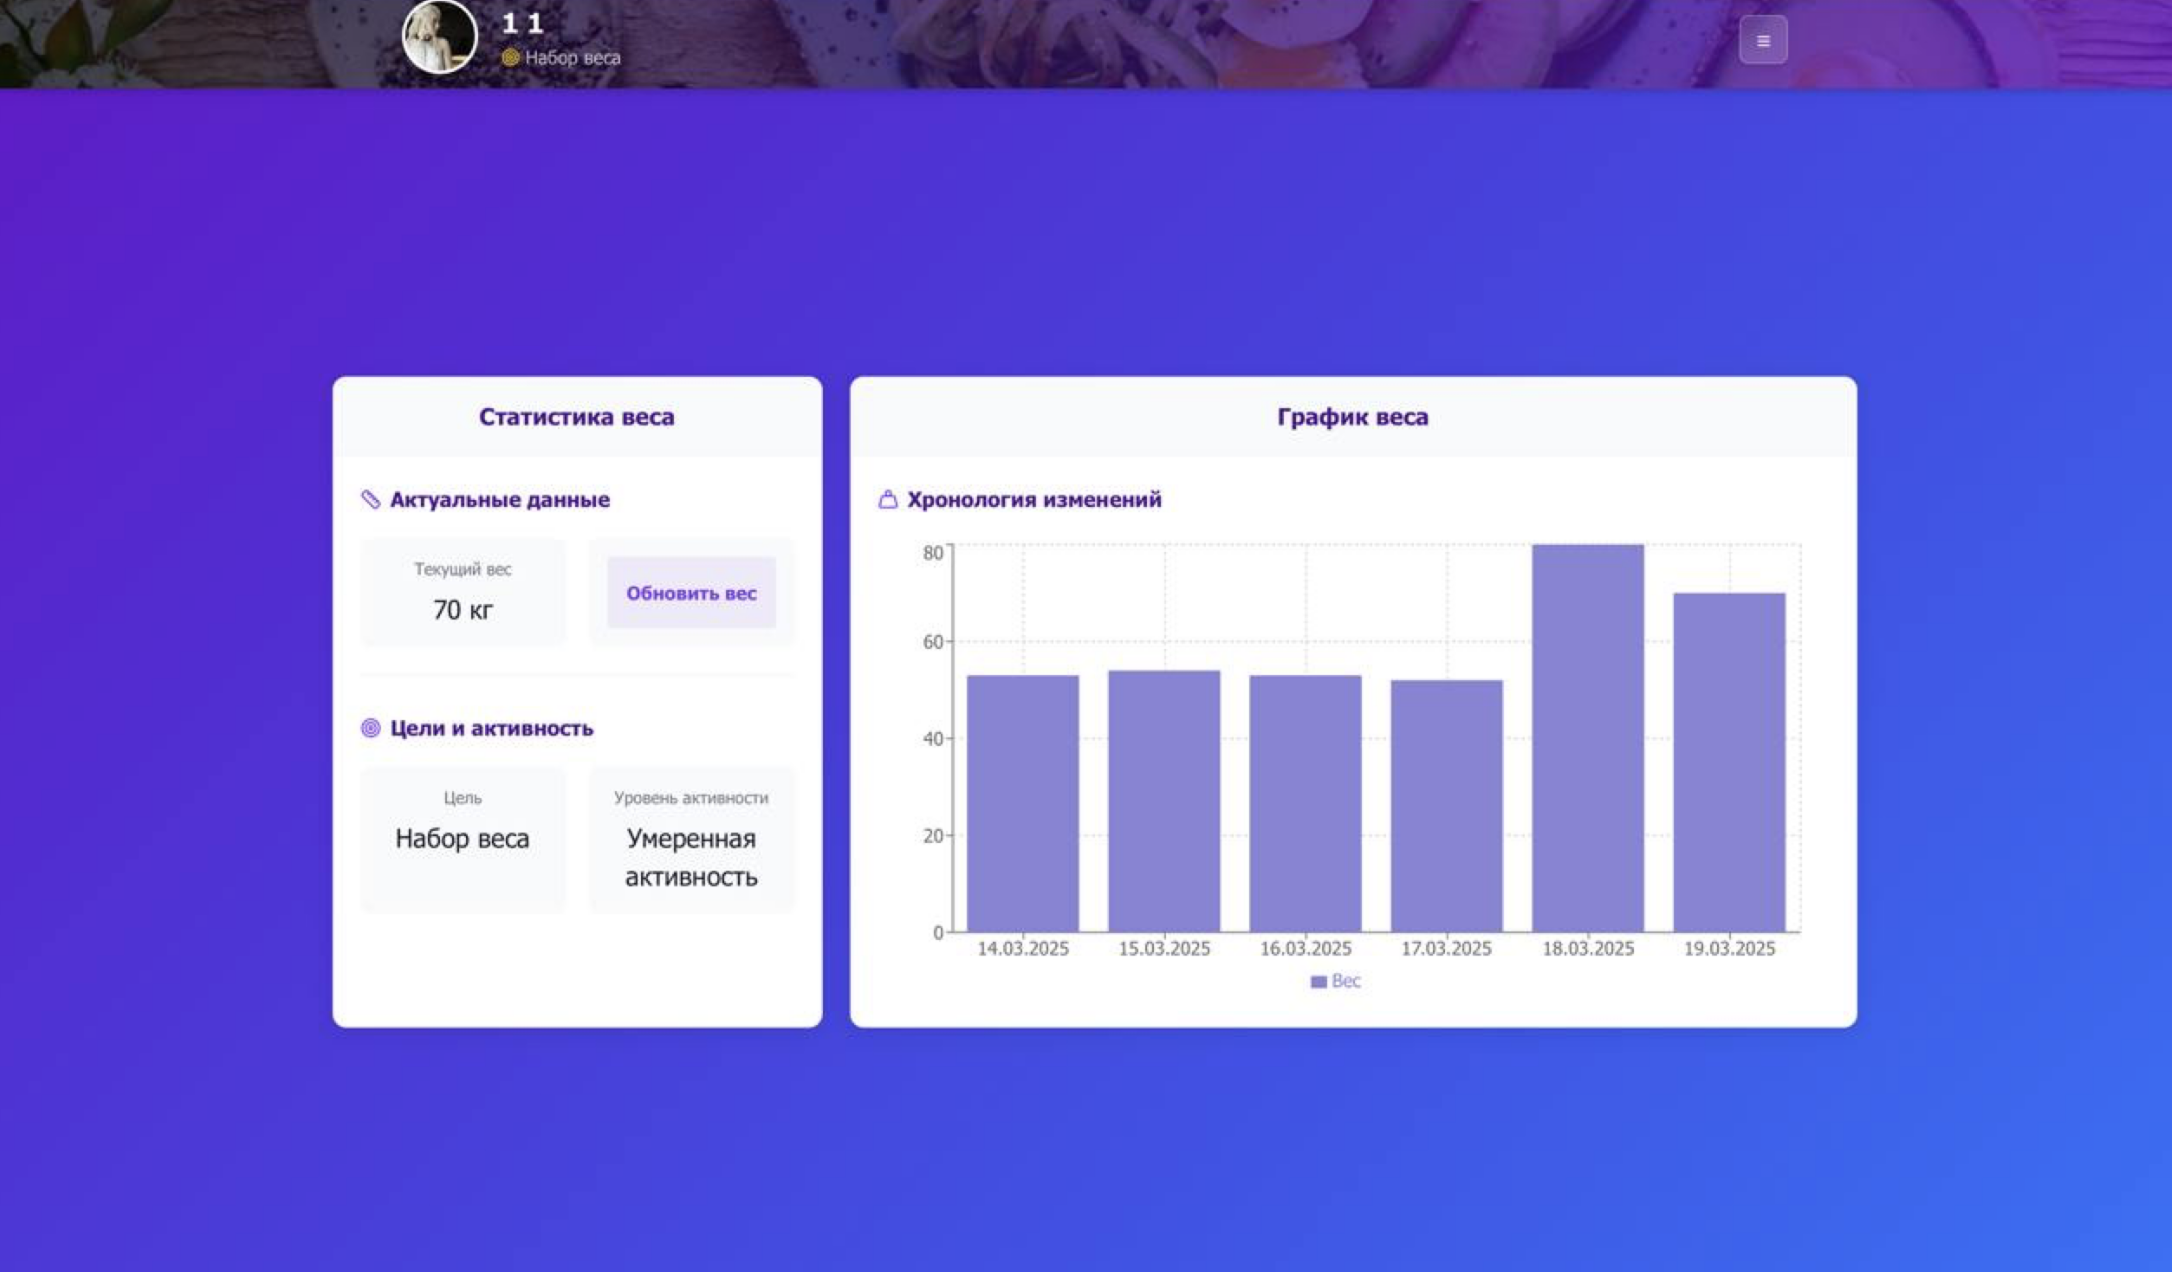 1 1
Набор веса
Статистика веса
Актуальные данные
Текущий вес
70 кг
Обновить вес
Цели и активность
Цель
Набор веса
Уровень активности
Умеренная
активность
График веса
Хронология изменений
80
60
40
20
0
14.03.2025 15.03.2025 16.03.2025 17.03.2025 18.03.2025 19.03.2025
Вес